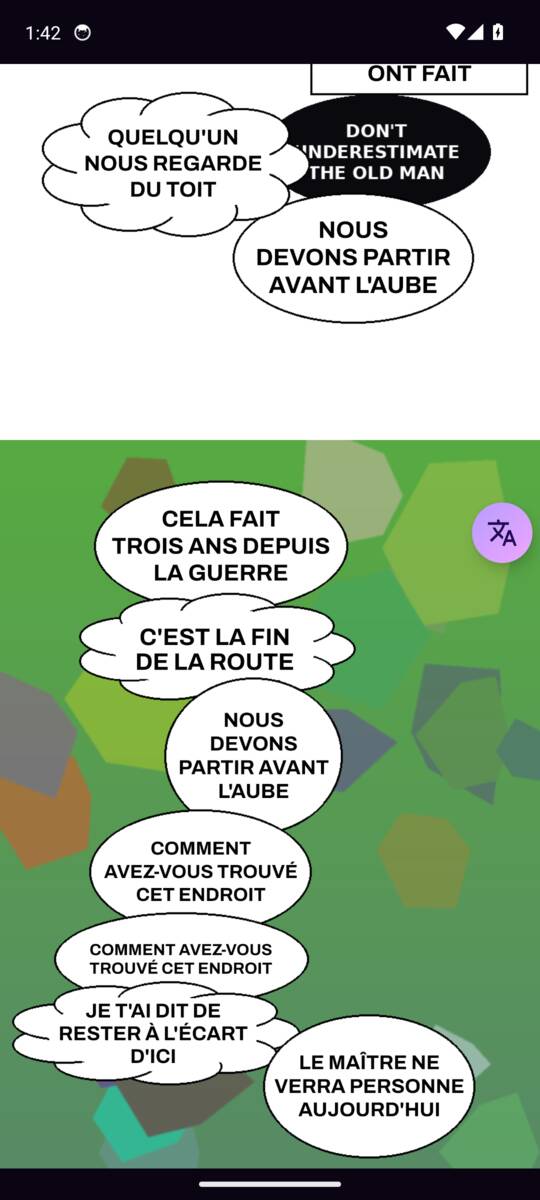 1:42
ONT FAIT
QUELQU'UN
NOUS REGARDE
DU TOIT
DON'T
UNDERESTIMATE
THE OLD MAN
NOUS
DEVONS PARTIR
AVANT L'AUBE
CELA FAIT
TROIS ANS DEPUIS
LA GUERRE
C'EST LA FIN
DE LA ROUTE
NOUS
DEVONS
PARTIR AVANT
L'AUBE
COMMENT
AVEZ-VOUS TROUVÉ
CET ENDROIT
COMMENT AVEZ-VOUS
TROUVÉ CET ENDROIT
JE T'AI DIT DE
RESTER À L'ÉCART
D'ICI
LE MAÎTRE NE
VERRA PERSONNE
AUJOURD'HUI